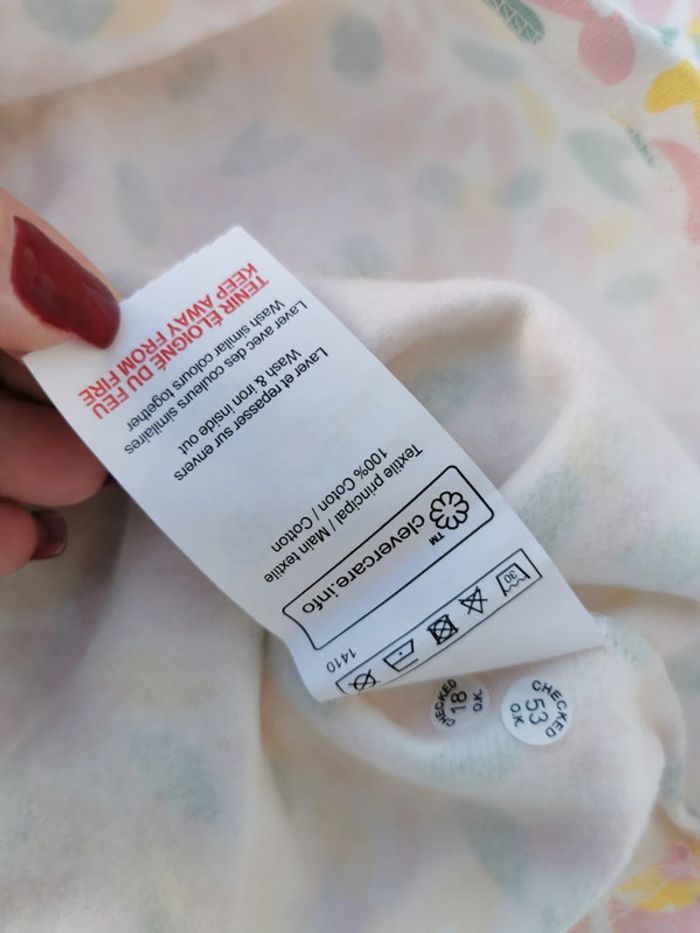 30
1410
clevercare.info™
Textile principal / Main textile
100% Coton / Cotton
Laver et repasser sur envers
Wash & iron inside out
Laver avec des couleurs similaires
Wash similar colours together
TENIR ÉLOIGNÉ DU FEU
KEEP AWAY FROM FIRE
CHECKED
18
O.K
CHECKED
53
O.K